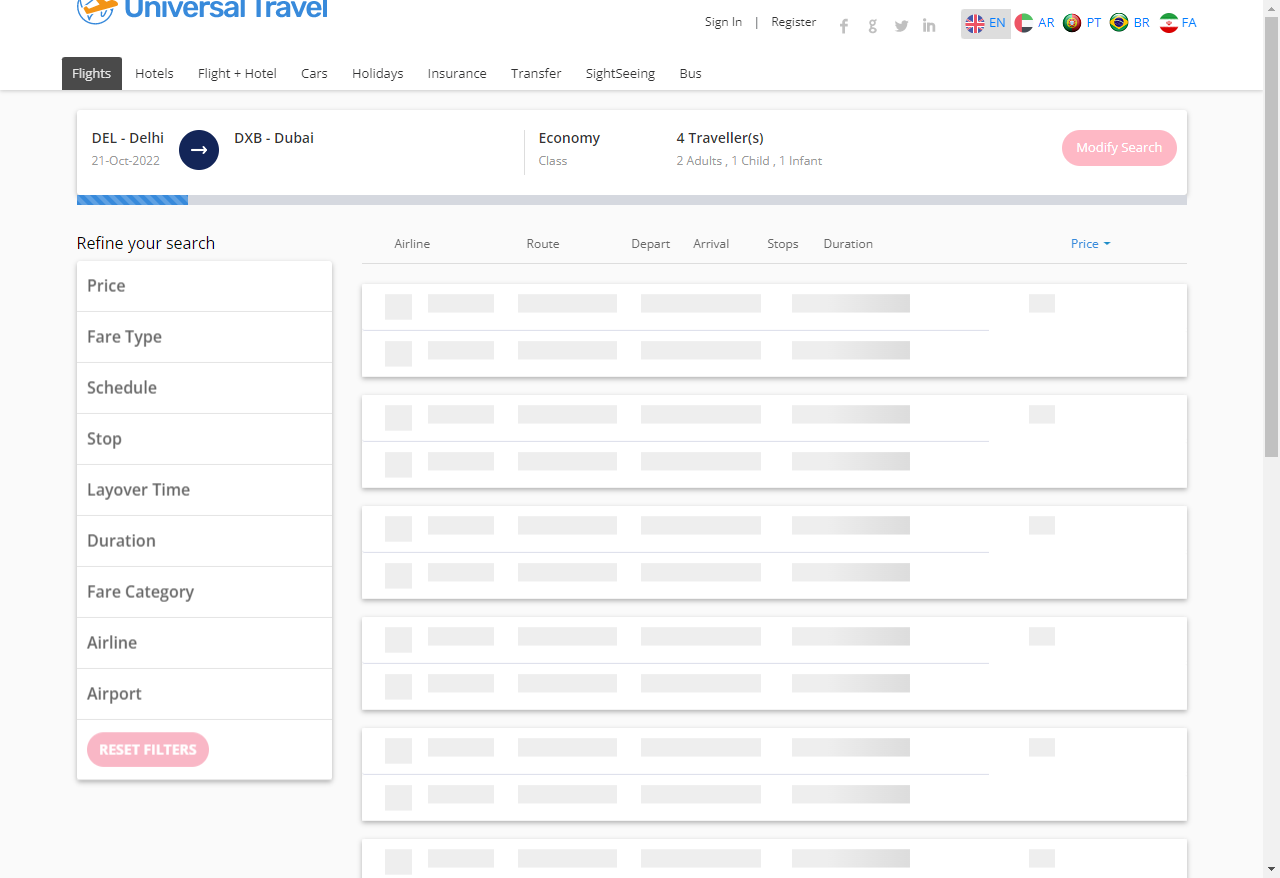 Universal Travel
Sign In | Register
EN AR PT BR FA
Flights Hotels Flight + Hotel Cars Holidays Insurance Transfer SightSeeing Bus
DEL - Delhi → DXB - Dubai Economy 4 Traveller(s)
21-Oct-2022 Class 2 Adults , 1 Child , 1 Infant
Modify Search
Refine your search
Airline Route Depart Arrival Stops Duration Price
Price
Fare Type
Schedule
Stop
Layover Time
Duration
Fare Category
Airline
Airport
RESET FILTERS